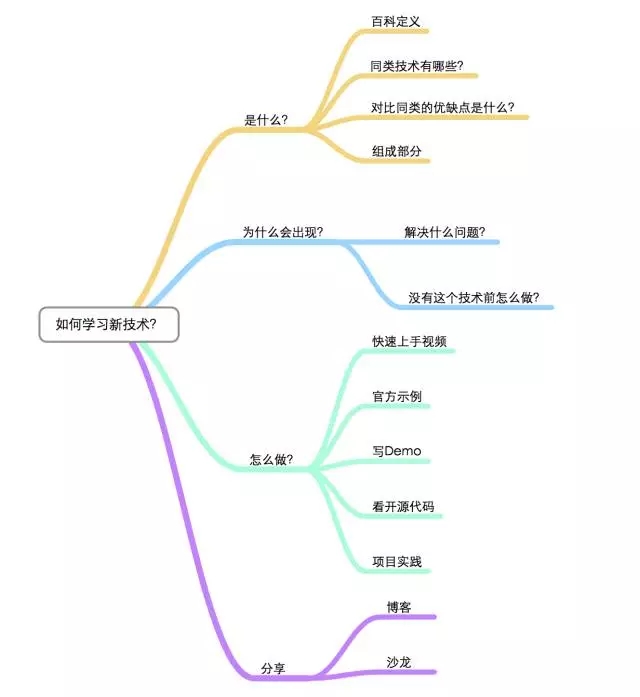 如何学习新技术？
是什么？
百科定义
同类技术有哪些？
对比同类的优缺点是什么？
组成部分
为什么会出现？
解决什么问题？
没有这个技术前怎么做？
怎么做？
快速上手视频
官方示例
写Demo
看开源代码
项目实践
分享
博客
沙龙